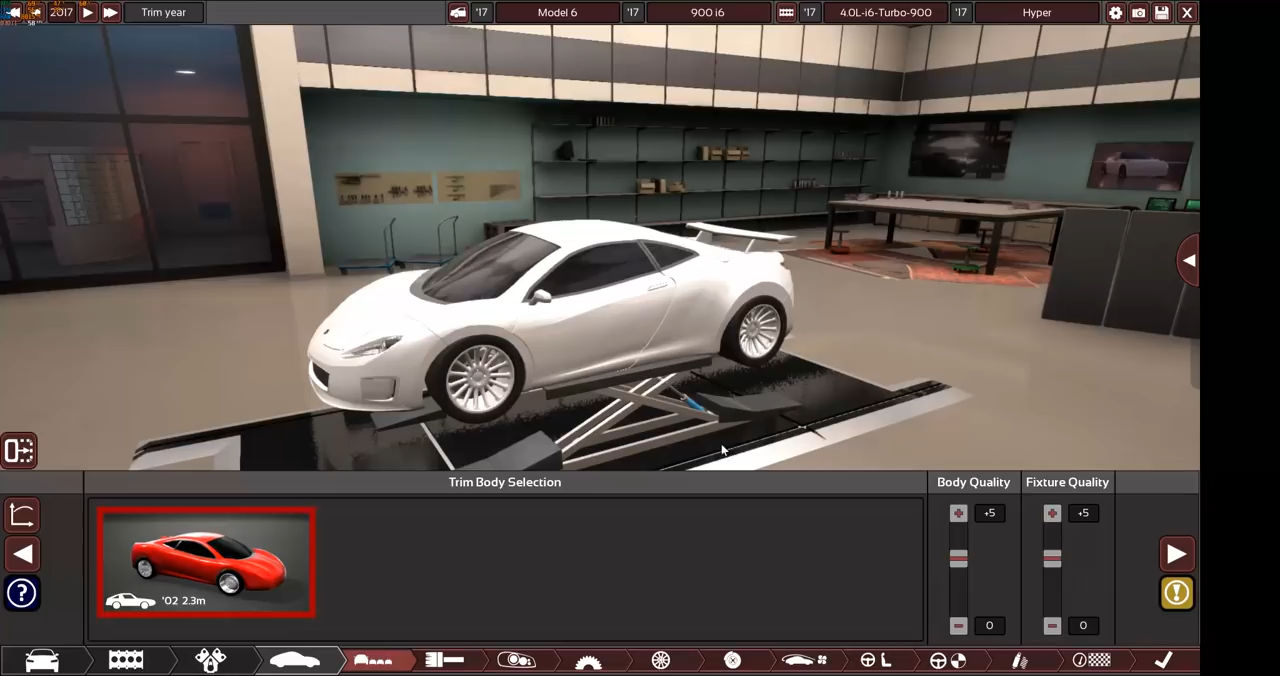 2017 Trim year '17 Model 6 '17 900 i6 '17 4.0L-i6-Turbo-900 '17 Hyper
Trim Body Selection Body Quality Fixture Quality
+5 +5
'02 2.3m
0 0